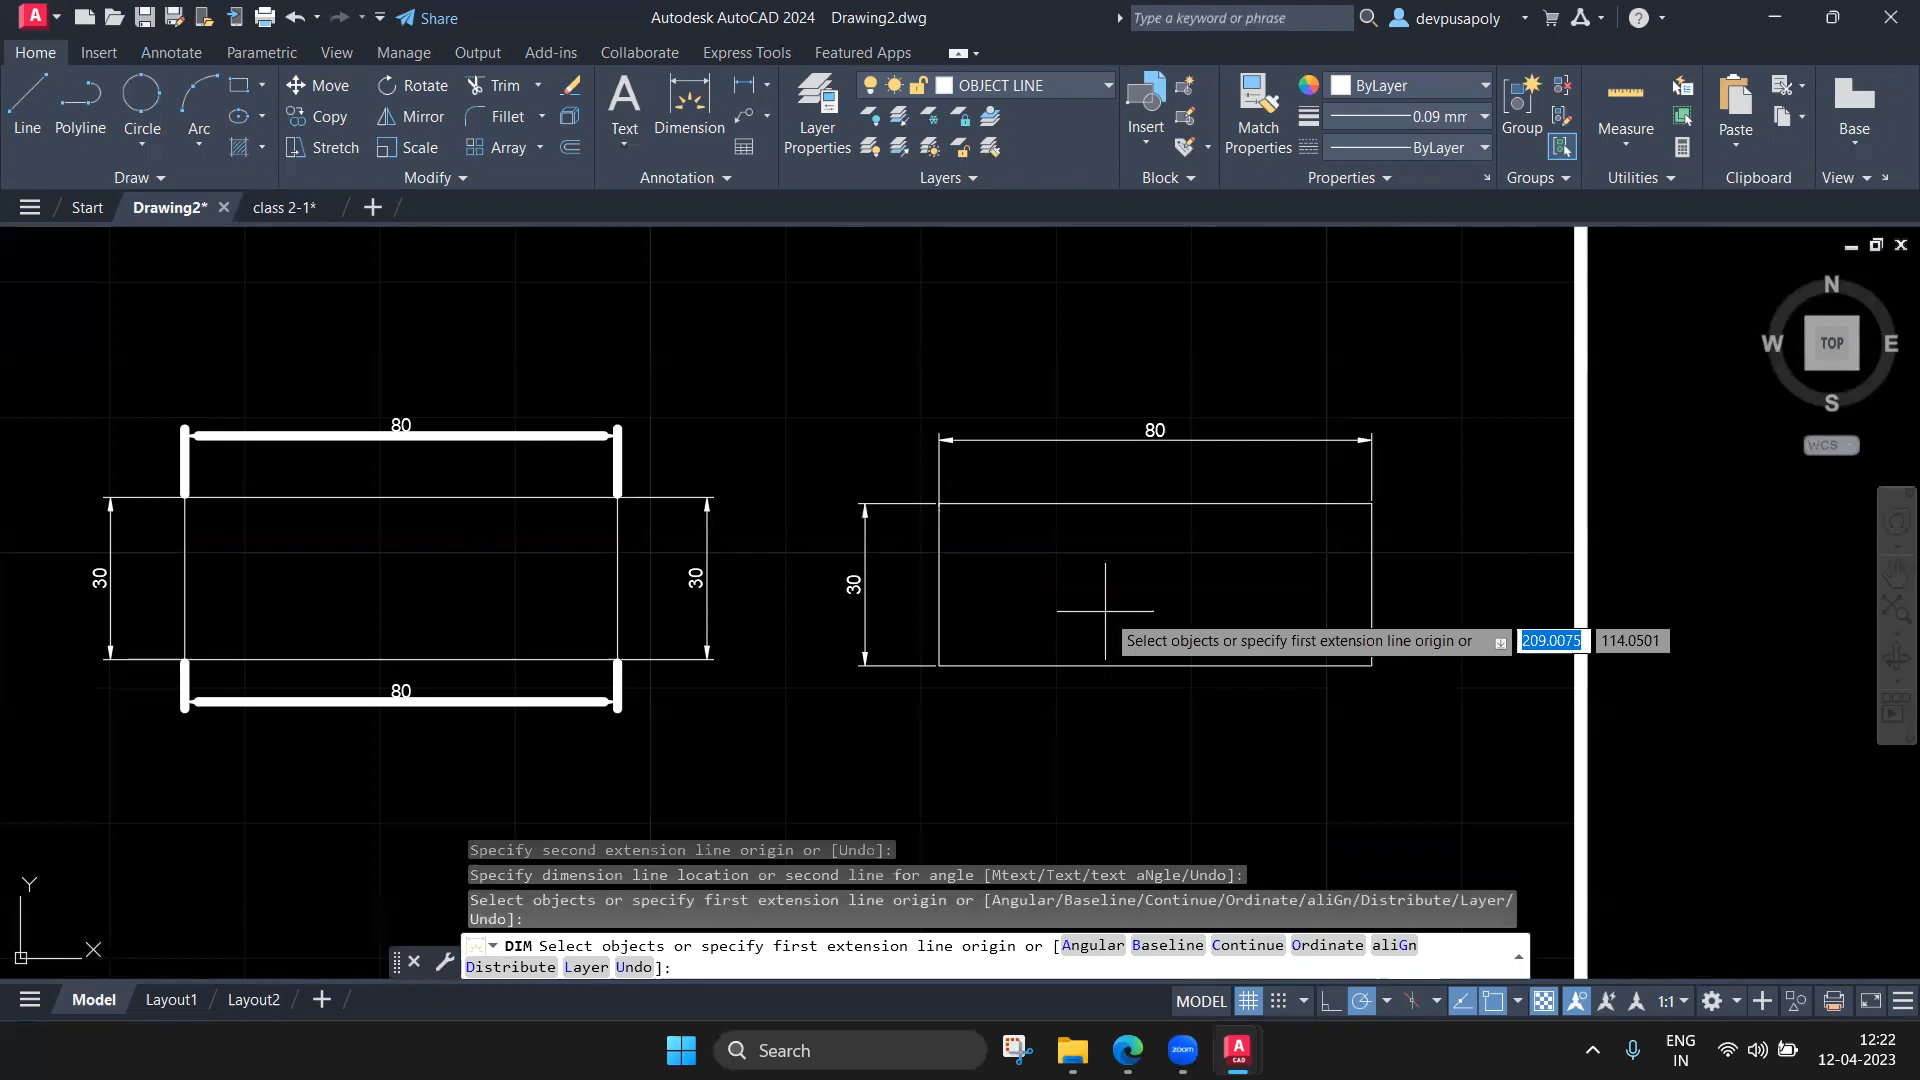 Share
Autodesk AutoCAD 2024 Drawing2.dwg
Type a keyword or phrase
devpusapoly
Home Insert Annotate Parametric View Manage Output Add-ins Collaborate Express Tools Featured Apps
Line Polyline Circle Arc
Move Rotate Trim
Copy Mirror Fillet
Stretch Scale Array
Text Dimension
Layer Properties
OBJECT LINE
Insert
Match Properties
ByLayer
0.09 mm
ByLayer
Group
Measure
Paste
Base
Draw Modify Annotation Layers Block Properties Groups Utilities Clipboard View
Start Drawing2* class 2-1*
N
W TOP E
S
WCS
80
80
30
30
30
80
Select objects or specify first extension line origin or 209.0075 114.0501
Specify second extension line origin or [Undo]:
Specify dimension line location or second line for angle [Mtext/Text/text aNgle/Undo]:
Select objects or specify first extension line origin or [Angular/Baseline/Continue/Ordinate/aliGn/Distribute/Layer/
Undo]:
DIM Select objects or specify first extension line origin or [Angular Baseline Continue Ordinate aliGn
Distribute Layer Undo]:
Y
X
Model Layout1 Layout2
MODEL 1:1
Search
zoom
A CAD
ENG
IN
12:22
12-04-2023